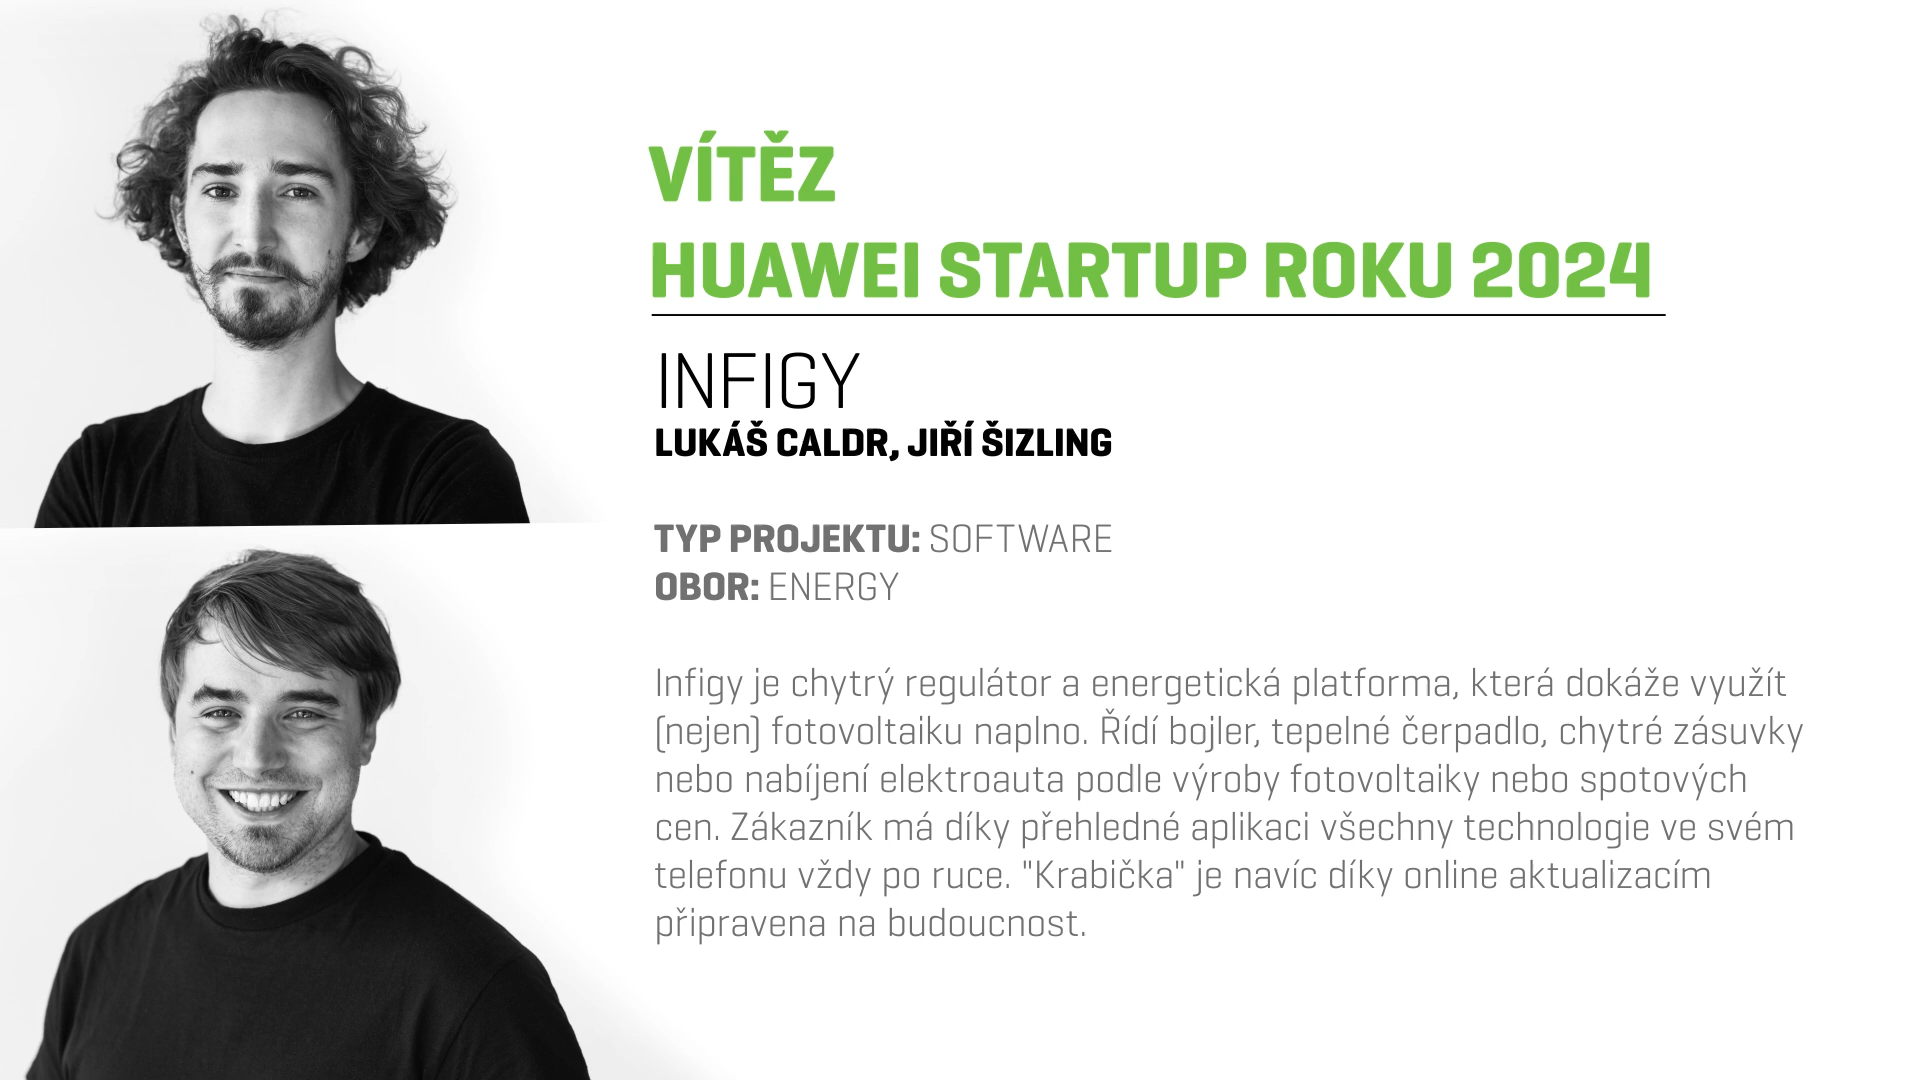 VÍTĚZ
HUAWEI STARTUP ROKU 2024
INFIGY
LUKÁŠ CALDR, JIŘÍ ŠIZLING
TYP PROJEKTU: SOFTWARE
OBOR: ENERGY
Infigy je chytrý regulátor a energetická platforma, která dokáže využít
(nejen) fotovoltaiku naplno. Řídí bojler, tepelné čerpadlo, chytré zásuvky
nebo nabíjení elektroauta podle výroby fotovoltaiky nebo spotových
cen. Zákazník má díky přehledné aplikaci všechny technologie ve svém
telefonu vždy po ruce. "Krabička" je navíc díky online aktualizacím
připravena na budoucnost.